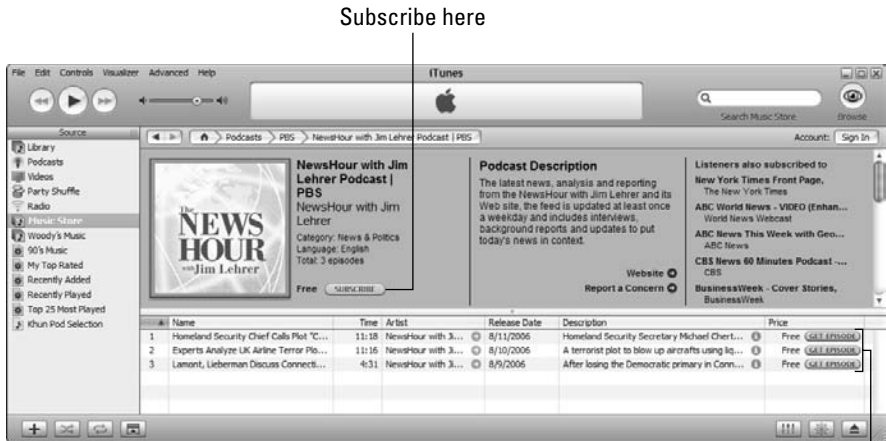 Subscribe here
File Edit Controls Visualizer Advanced Help
iTunes
Search Music Store
Browse
Source
Podcasts
PBS
NewsHour with Jim Lehrer Podcast | PBS
Account: Sign In
Library
Podcasts
Videos
Party Shuffle
Radio
Music Store
Woody's Music
90's Music
My Top Rated
Recently Added
Recently Played
Top 25 Most Played
Khun Pod Selection
The
NEWS
HOUR
with Jim Lehrer
NewsHour with Jim
Lehrer Podcast |
PBS
NewsHour with Jim
Lehrer
Category: News & Politics
Language: English
Total: 3 episodes
Free SUBSCRIBE
Podcast Description
The latest news, analysis and reporting
from the NewsHour with Jim Lehrer and its
Web site, the feed is updated at least once
a weekday and includes interviews,
background reports and updates to put
today's news in context.
Website
Report a Concern
Listeners also subscribed to
New York Times Front Page,
The New York Times
ABC World News - VIDEO (Enhan...
World News Webcast
ABC News This Week with Geo...
ABC News
CBS News 60 Minutes Podcast -...
CBS
BusinessWeek - Cover Stories,
BusinessWeek
Name Time Artist Release Date Description Price
1 Homeland Security Chief Calls Plot "C... 11:18 NewsHour with J... 8/11/2006 Homeland Security Secretary Michael Chert... Free GET EPISODE
2 Experts Analyze UK Airline Terror Plo... 11:16 NewsHour with J... 8/10/2006 A terrorist plot to blow up aircrafts using liq... Free GET EPISODE
3 Lamont, Lieberman Discuss Connecti... 4:31 NewsHour with J... 8/9/2006 After losing the Democratic primary in Conn... Free GET EPISODE